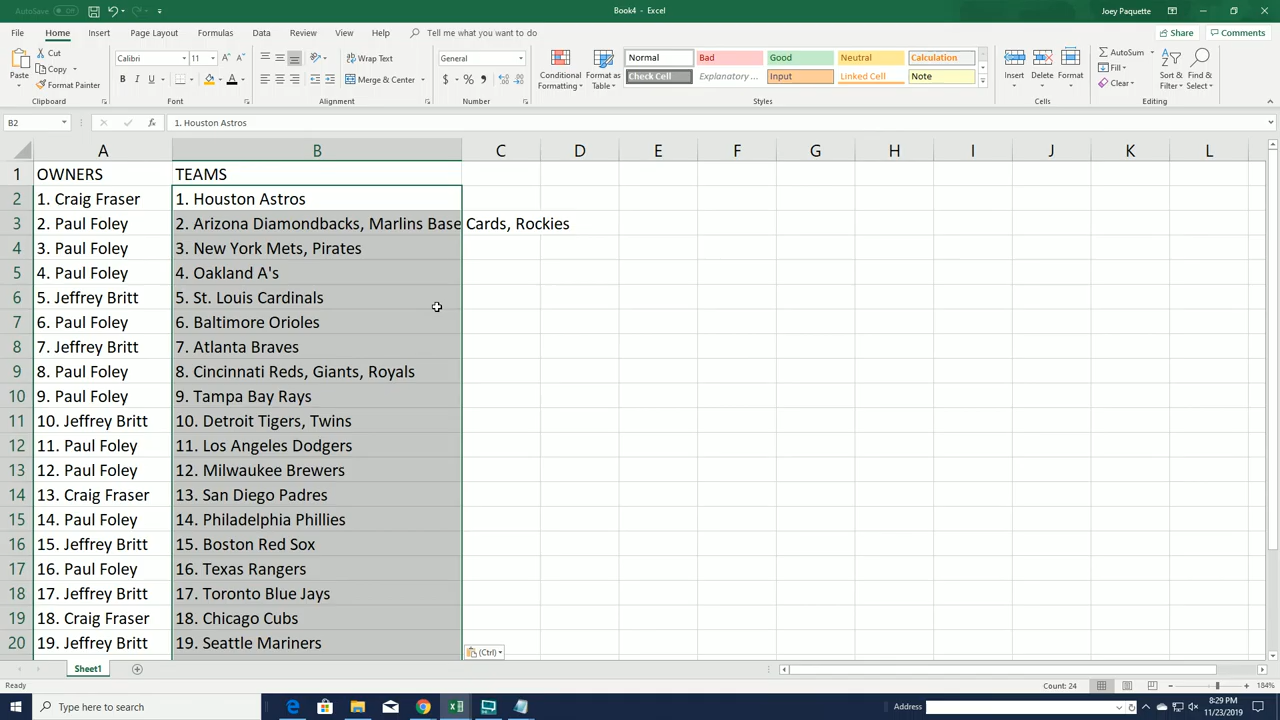 AutoSave Off
Book4 - Excel
Joey Paquette
File Home Insert Page Layout Formulas Data Review View Help Tell me what you want to do
Share Comments
Paste
Cut
Copy
Format Painter
Clipboard
Calibri 11
B I U
Font
Wrap Text
Merge & Center
Alignment
General
$ % ,
Number
Conditional Formatting
Format as Table
Normal Bad Good Neutral Calculation
Check Cell Explanatory ... Input Linked Cell Note
Styles
Insert Delete Format
Cells
AutoSum
Fill
Clear
Sort & Filter
Find & Select
Editing
B2 fx 1. Houston Astros
A B C D E F G H I J K L
1 OWNERS TEAMS
2 1. Craig Fraser 1. Houston Astros
3 2. Paul Foley 2. Arizona Diamondbacks, Marlins Base Cards, Rockies
4 3. Paul Foley 3. New York Mets, Pirates
5 4. Paul Foley 4. Oakland A's
6 5. Jeffrey Britt 5. St. Louis Cardinals
7 6. Paul Foley 6. Baltimore Orioles
8 7. Jeffrey Britt 7. Atlanta Braves
9 8. Paul Foley 8. Cincinnati Reds, Giants, Royals
10 9. Paul Foley 9. Tampa Bay Rays
11 10. Jeffrey Britt 10. Detroit Tigers, Twins
12 11. Paul Foley 11. Los Angeles Dodgers
13 12. Paul Foley 12. Milwaukee Brewers
14 13. Craig Fraser 13. San Diego Padres
15 14. Paul Foley 14. Philadelphia Phillies
16 15. Jeffrey Britt 15. Boston Red Sox
17 16. Paul Foley 16. Texas Rangers
18 17. Jeffrey Britt 17. Toronto Blue Jays
19 18. Craig Fraser 18. Chicago Cubs
20 19. Jeffrey Britt 19. Seattle Mariners
(Ctrl)
Sheet1
Ready
Count: 24
184%
Type here to search
Address
8:29 PM
11/23/2019